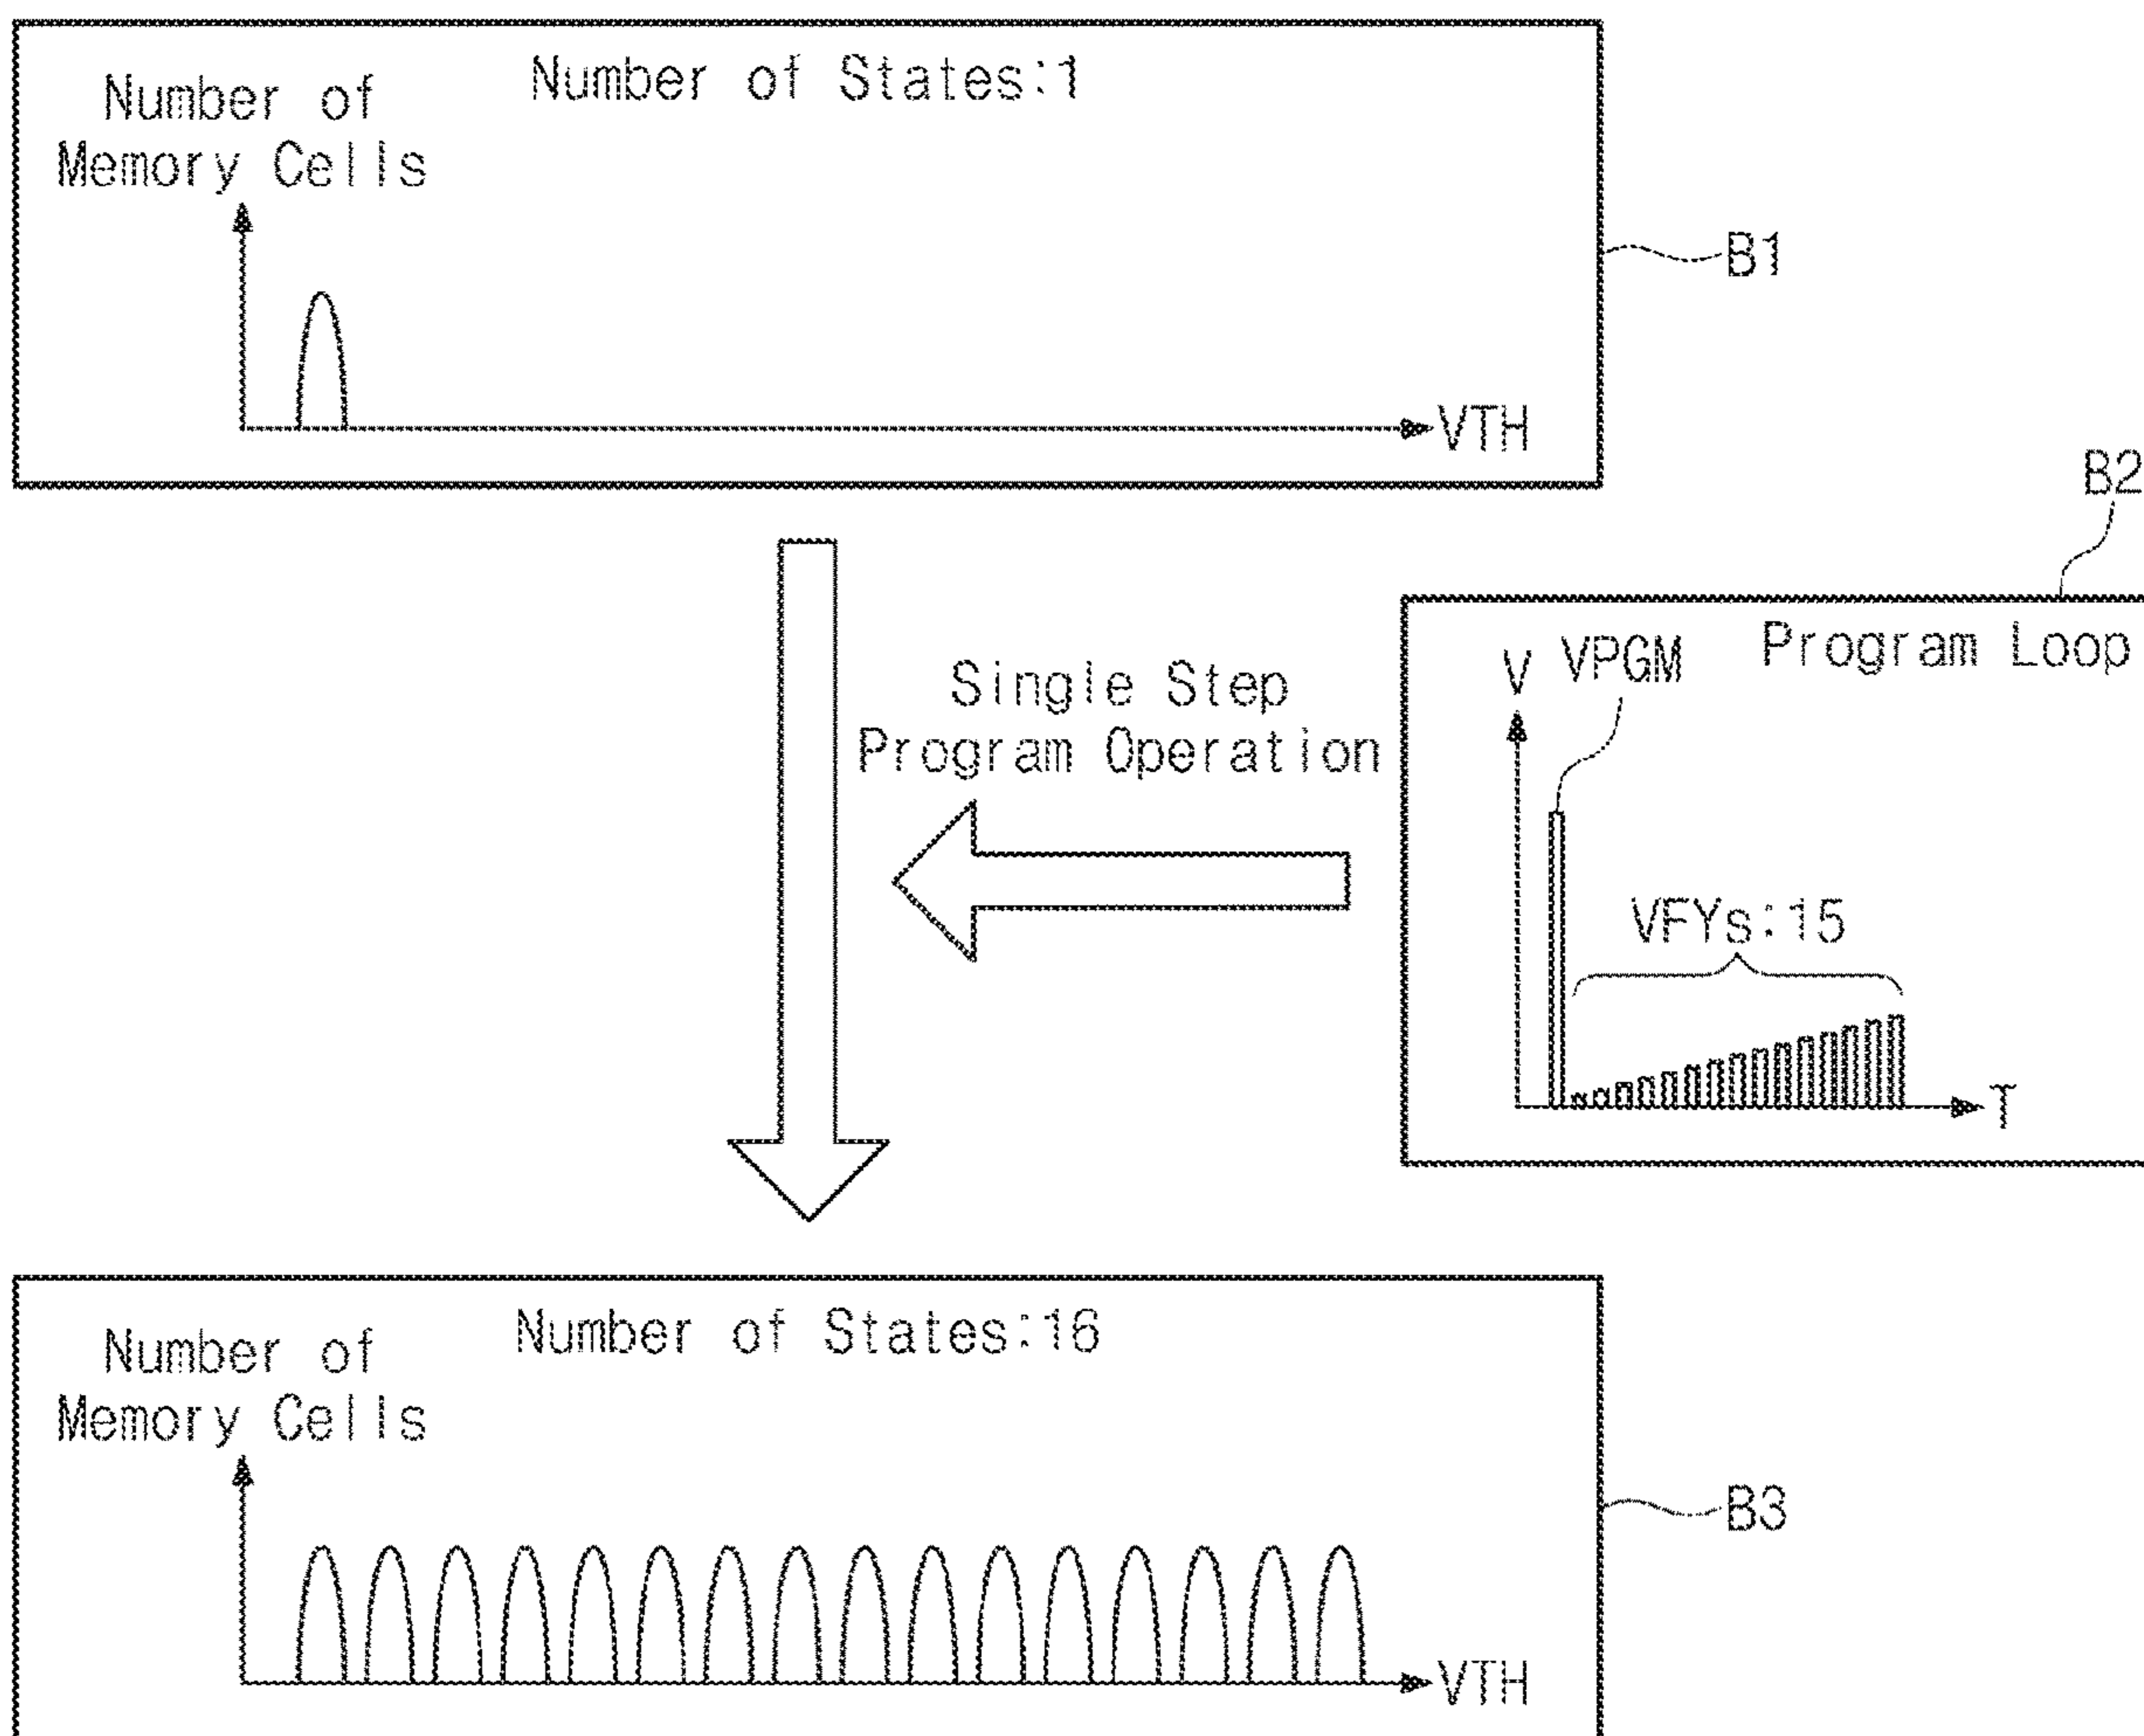 Number of States:1
Number of
Memory Cells
VTH
B1
B2
Program Loop
V
VPGM
VFYs:15
T
Single Step
Program Operation
Number of States:16
Number of
Memory Cells
VTH
B3